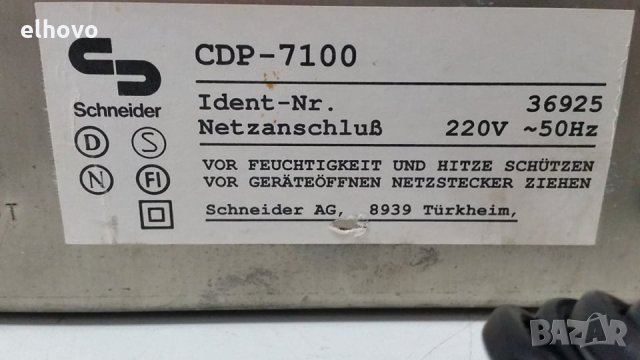 elhovo
CDP-7100
Schneider
Ident-Nr. 36925
Netzanschluß 220V ~50Hz
D S
N FI
VOR FEUCHTIGKEIT UND HITZE SCHÜTZEN
VOR GERÄTEÖFFNEN NETZSTECKER ZIEHEN
Schneider AG, 8939 Türkheim,
BAZAR